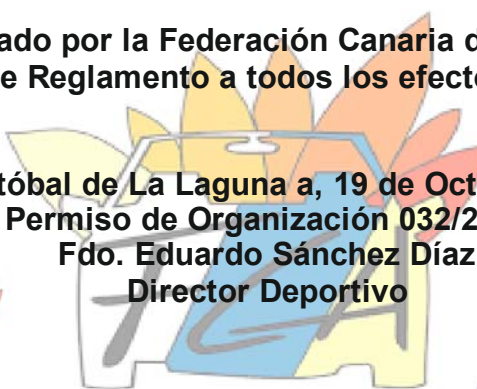 ado por la Federación Canaria d
e Reglamento a todos los efecto
tóbal de La Laguna a, 19 de Oct
Permiso de Organización 032/2
Fdo. Eduardo Sánchez Díaz
Director Deportivo
FCA